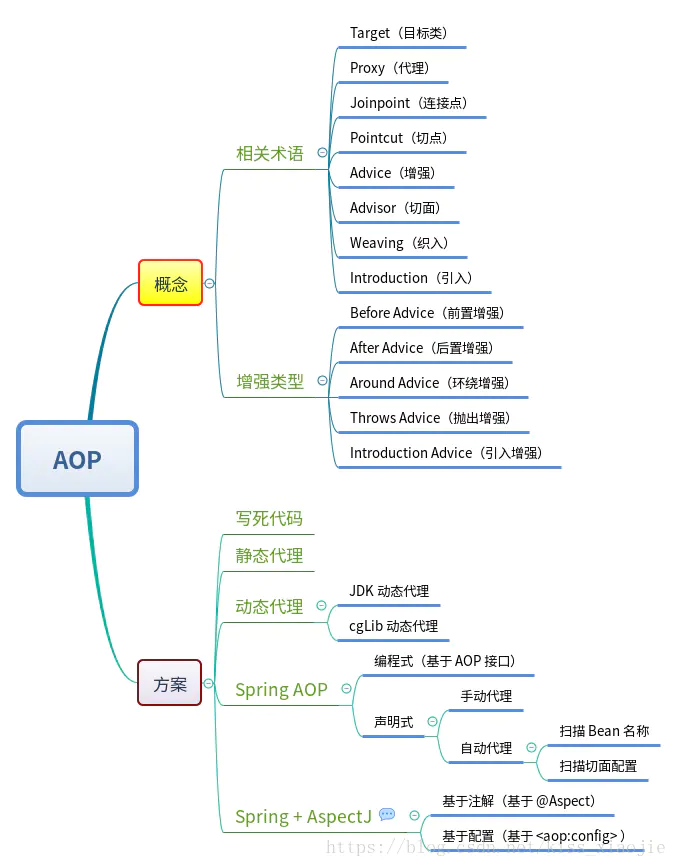 AOP
概念
相关术语
Target（目标类）
Proxy（代理）
Joinpoint（连接点）
Pointcut（切点）
Advice（增强）
Advisor（切面）
Weaving（织入）
Introduction（引入）
增强类型
Before Advice（前置增强）
After Advice（后置增强）
Around Advice（环绕增强）
Throws Advice（抛出增强）
Introduction Advice（引入增强）
方案
写死代码
静态代理
动态代理
JDK 动态代理
cgLib 动态代理
Spring AOP
编程式（基于 AOP 接口）
声明式
手动代理
自动代理
扫描 Bean 名称
扫描切面配置
Spring + AspectJ
基于注解（基于 @Aspect）
基于配置（基于 <aop:config> ）
https://blog.csdn.net/kiss_xiaojie